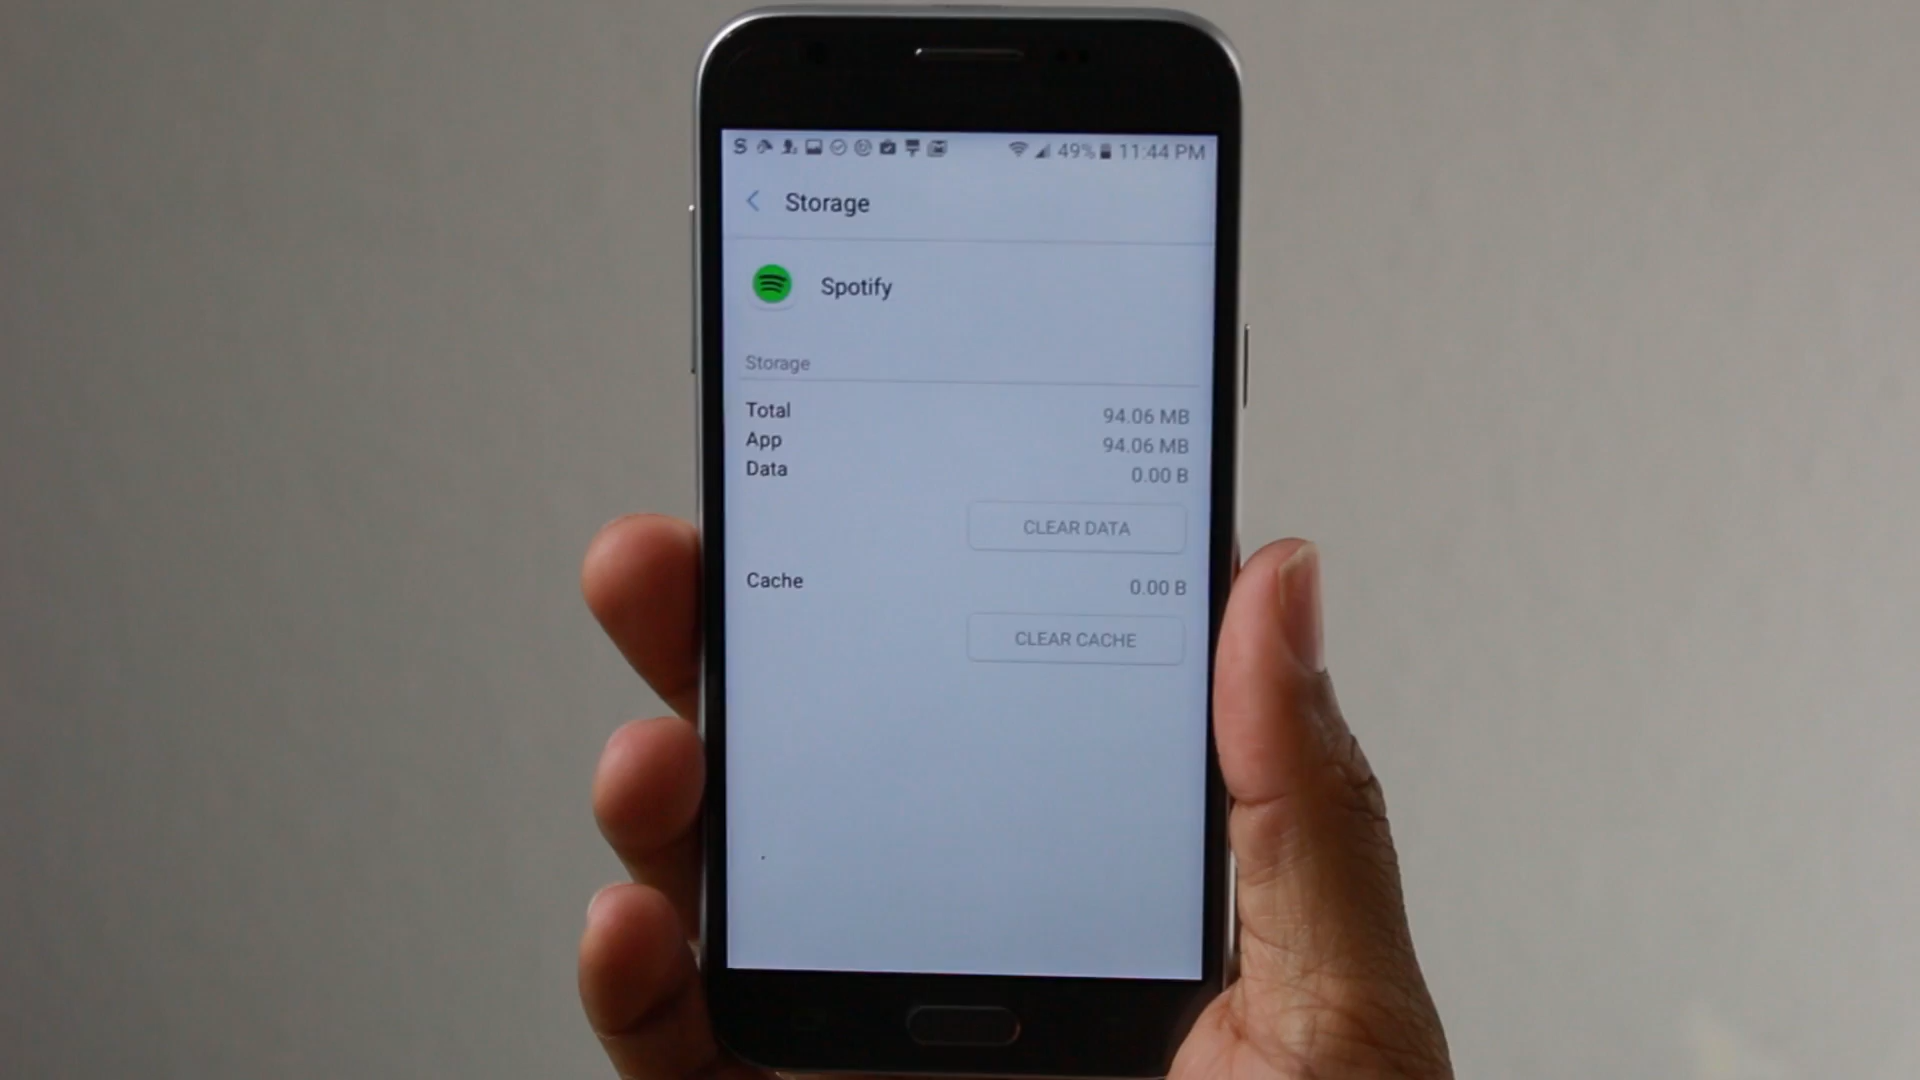 S 49% 11:44 PM
Storage
Spotify
Storage
Total 94.06 MB
App 94.06 MB
Data 0.00 B
CLEAR DATA
Cache 0.00 B
CLEAR CACHE